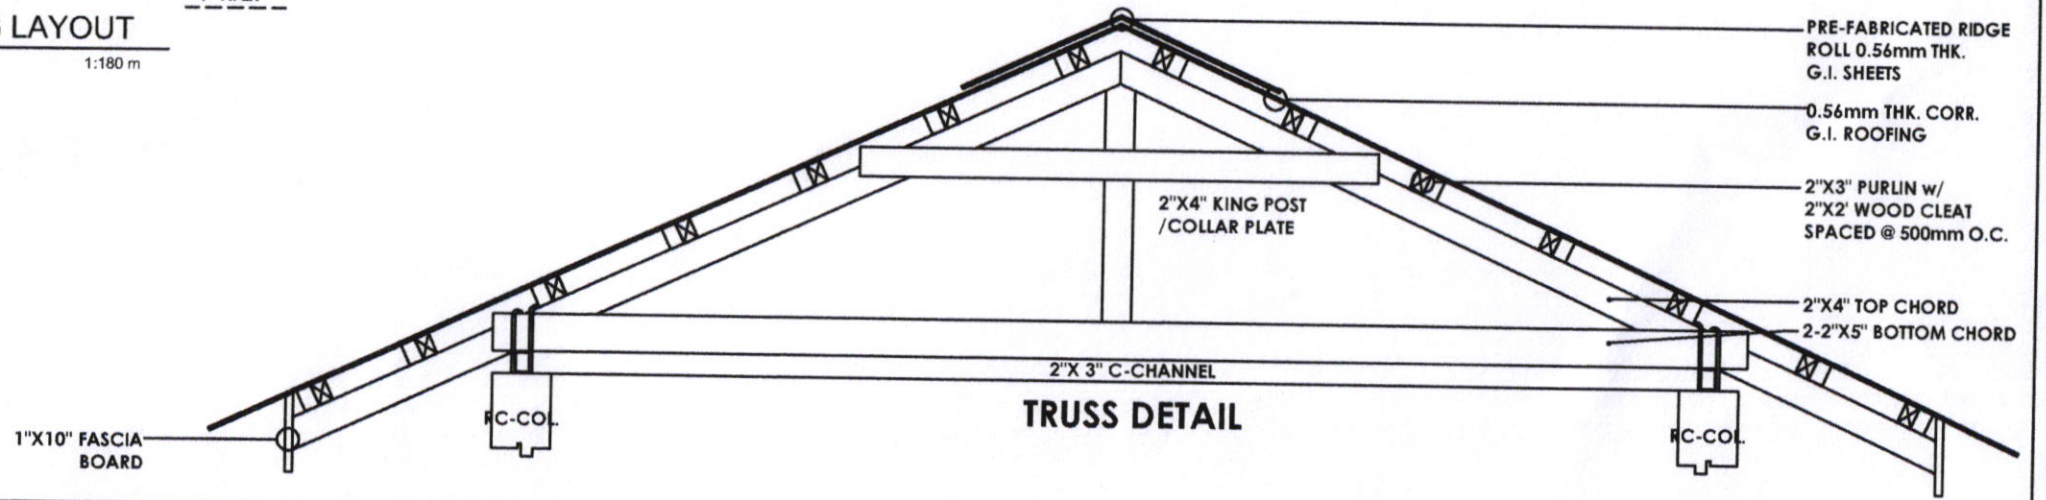 LAYOUT
1:180 m
PRE-FABRICATED RIDGE
ROLL 0.56mm THK.
G.I. SHEETS
0.56mm THK. CORR.
G.I. ROOFING
2"X3" PURLIN w/
2"X2' WOOD CLEAT
SPACED @ 500mm O.C.
2"X4" KING POST
/COLLAR PLATE
2"X4" TOP CHORD
2-2"X5" BOTTOM CHORD
2"X 3" C-CHANNEL
TRUSS DETAIL
RC-COL.
RC-COL.
1"X10" FASCIA
BOARD